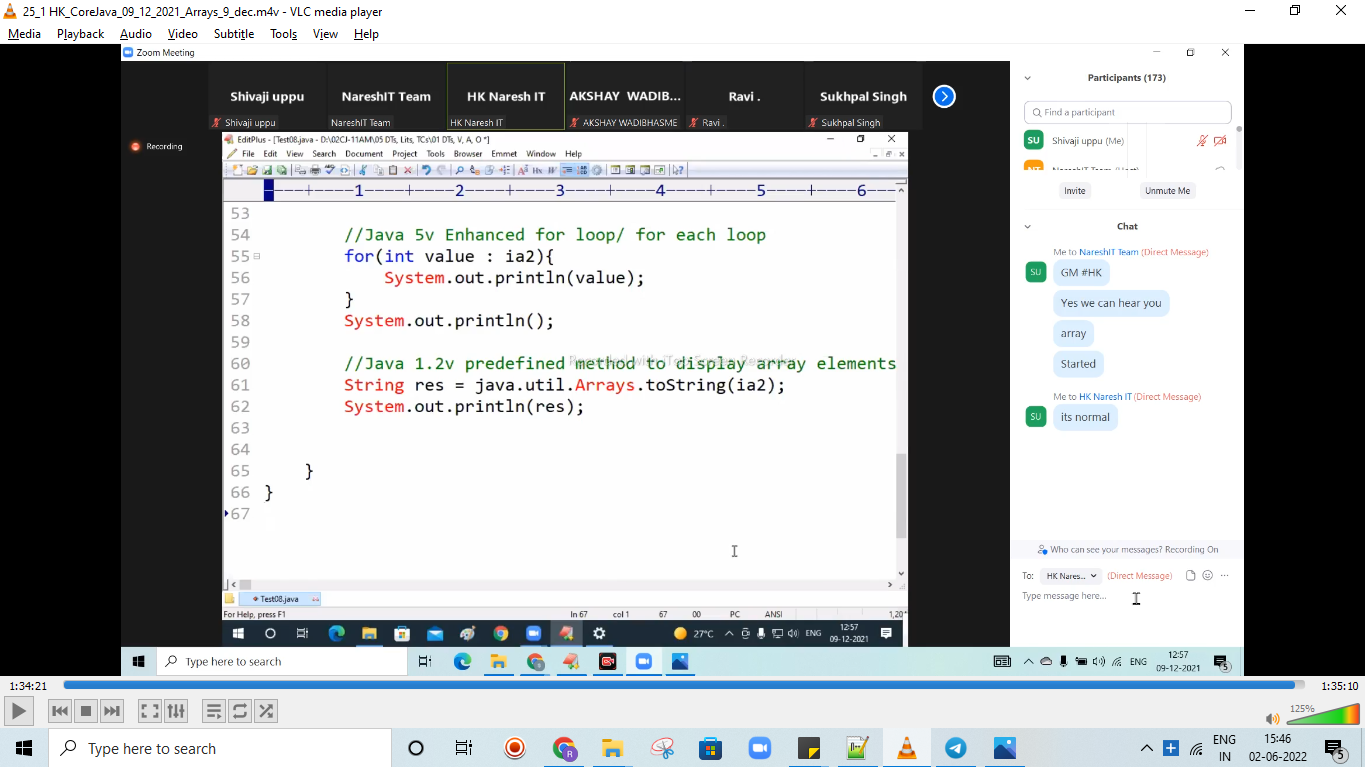 25_1 HK_CoreJava_09_12_2021_Arrays_9_dec.m4v - VLC media player
Media Playback Audio Video Subtitle Tools View Help
Zoom Meeting
Shivaji uppu NareshIT Team HK Naresh IT AKSHAY WADIB... Ravi . Sukhpal Singh
Shivaji uppu NareshIT Team HK Naresh IT AKSHAY WADIBHASME Ravi . Sukhpal Singh
Recording
EditPlus - [Test08.java - D:\02CJ-11AM\05 DTs, Lits, TCs\01 DTs, V, A, O *]
File Edit View Search Document Project Tools Browser Emmet Window Help
----+----1----+----2----+----3----+----4----+----5----+----6----
53
54 //Java 5v Enhanced for loop/ for each loop
55 for(int value : ia2){
56 System.out.println(value);
57 }
58 System.out.println();
59
60 //Java 1.2v predefined method to display array elements
61 String res = java.util.Arrays.toString(ia2);
62 System.out.println(res);
63
64
65 }
66 }
67
Test08.java
For Help, press F1 ln 67 col 1 67 00 PC ANSI
27°C ENG 12:57
09-12-2021
Participants (173)
Find a participant
SU Shivaji uppu (Me)
Invite Unmute Me
Chat
Me to NareshIT Team (Direct Message)
SU GM #HK
Yes we can hear you
array
Started
Me to HK Naresh IT (Direct Message)
SU its normal
Who can see your messages? Recording On
To: HK Nares... (Direct Message)
Type message here...
Type here to search
ENG 12:57
09-12-2021
5
1:34:21 1:35:10
125%
Type here to search
ENG
IN
15:46
02-06-2022
5